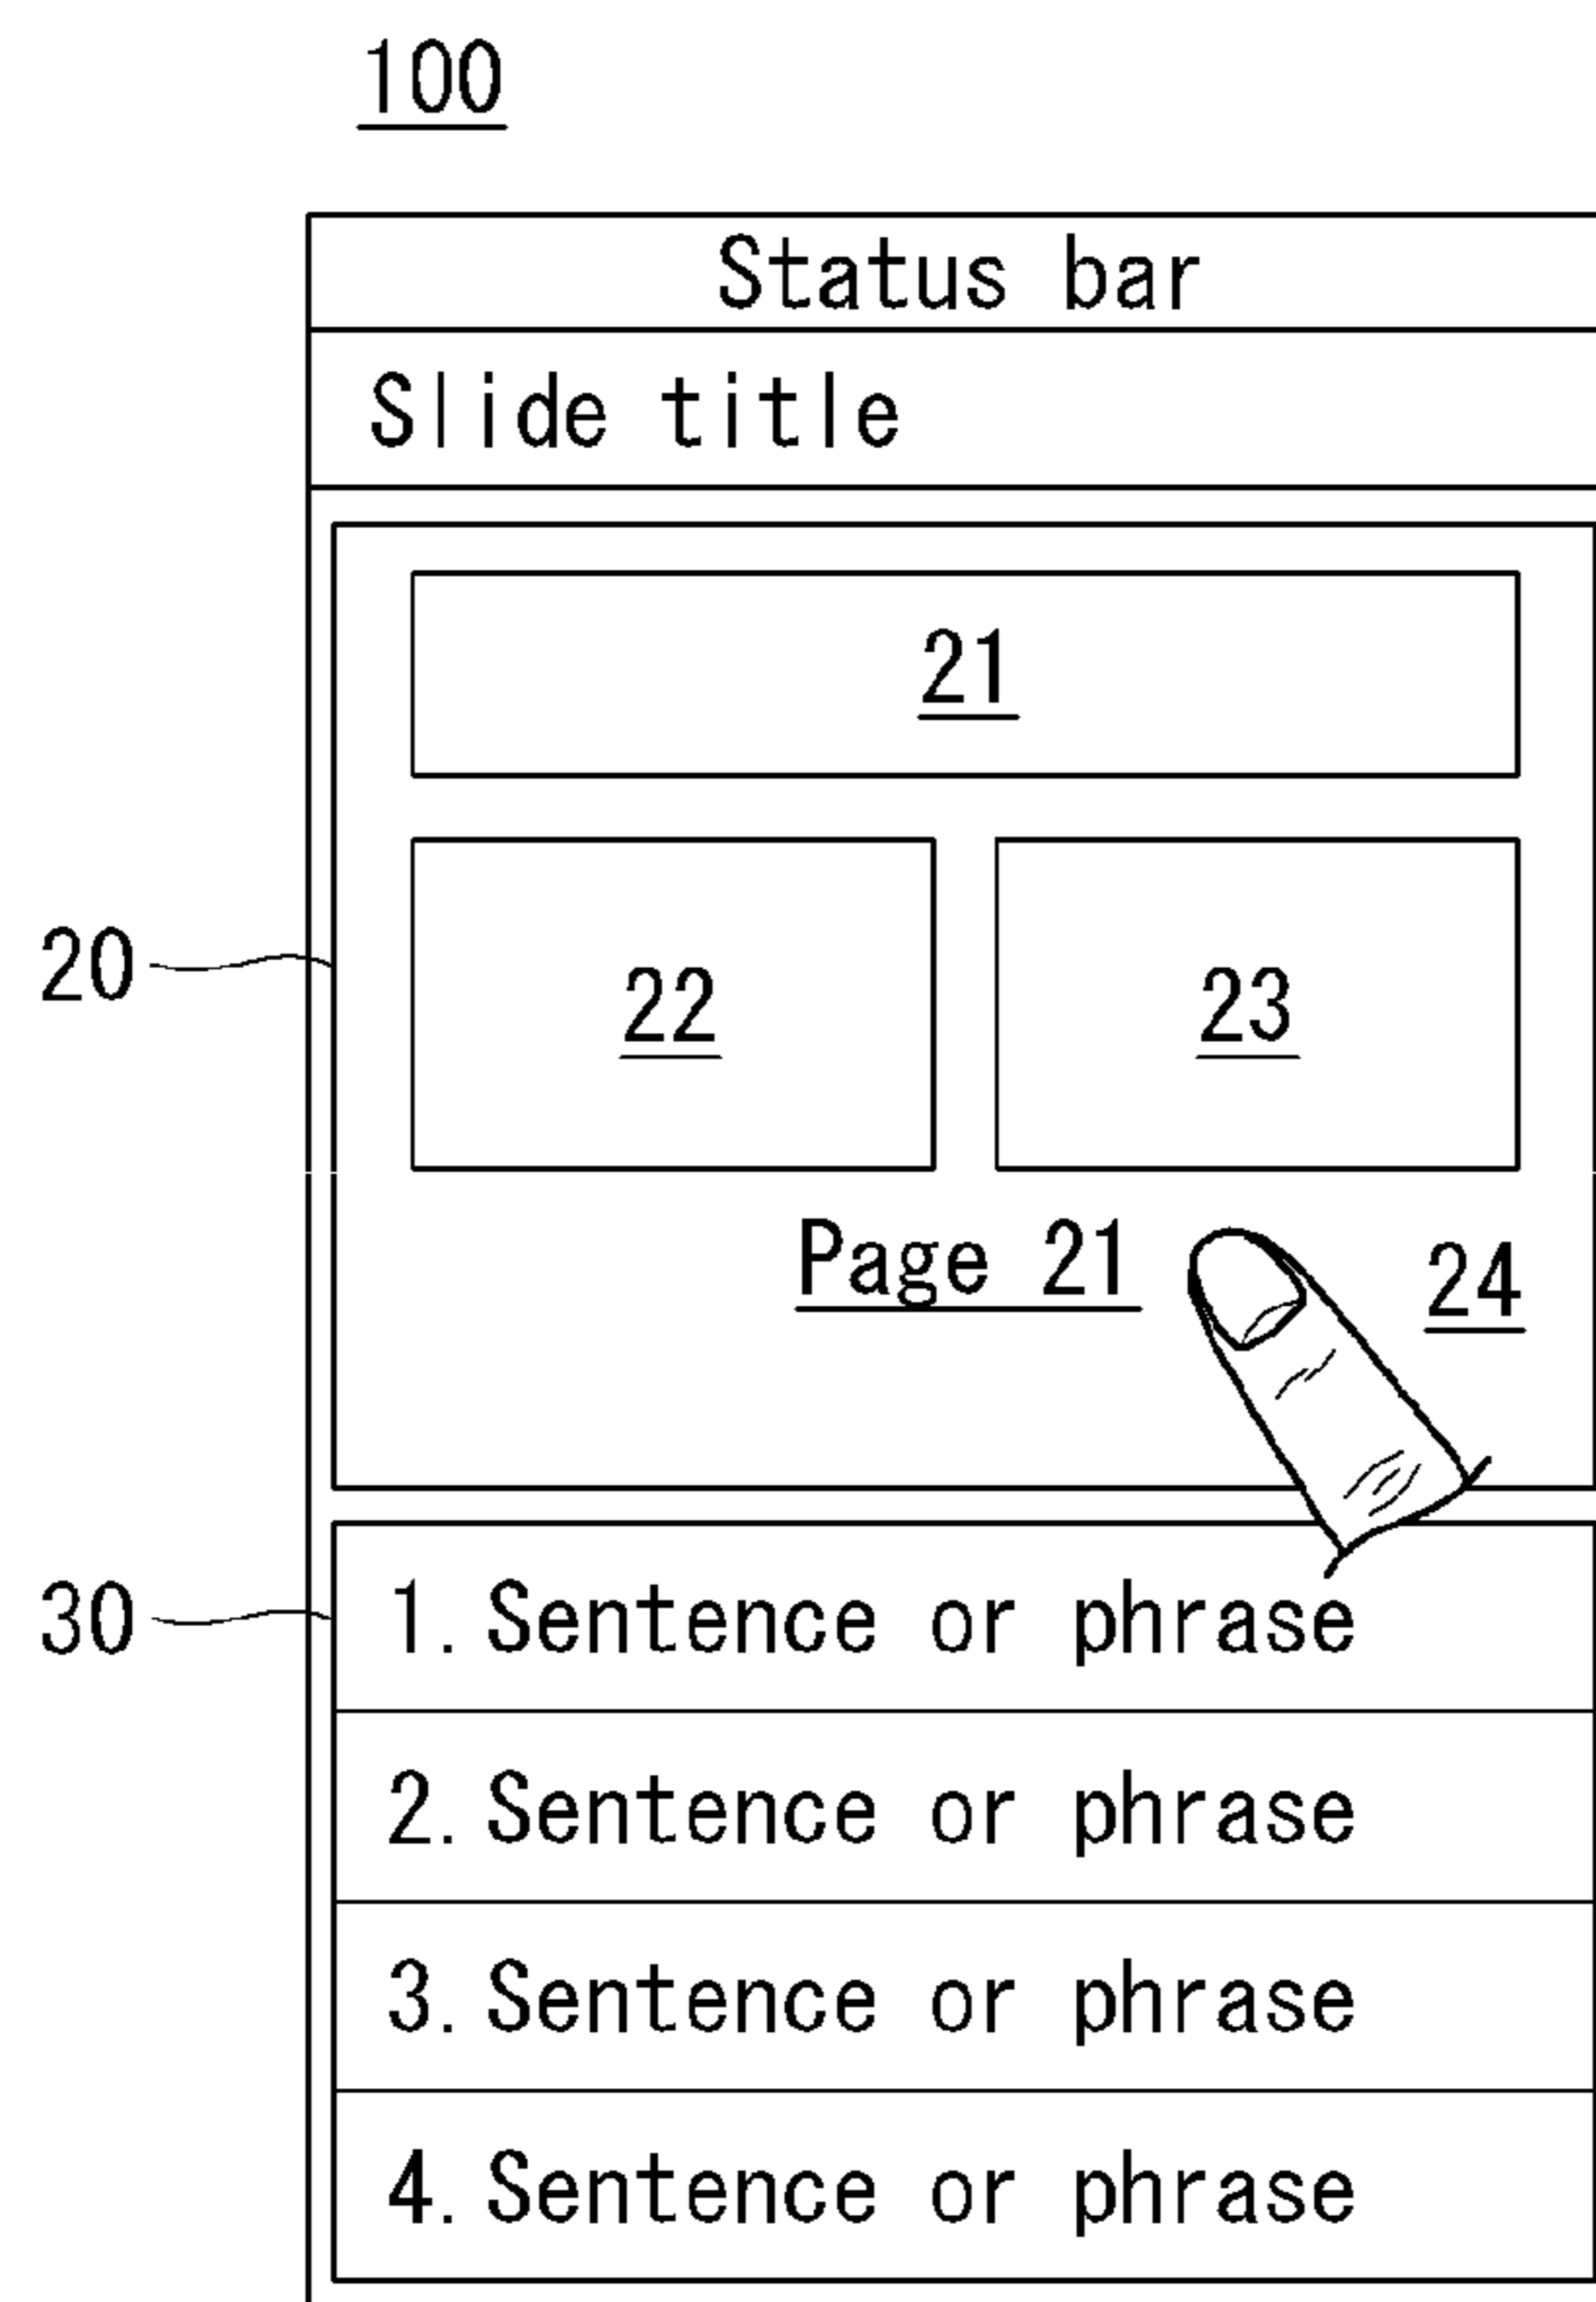 100
Status bar
Slide title
21
20
22
23
Page 21
24
30
1. Sentence or phrase
2. Sentence or phrase
3. Sentence or phrase
4. Sentence or phrase